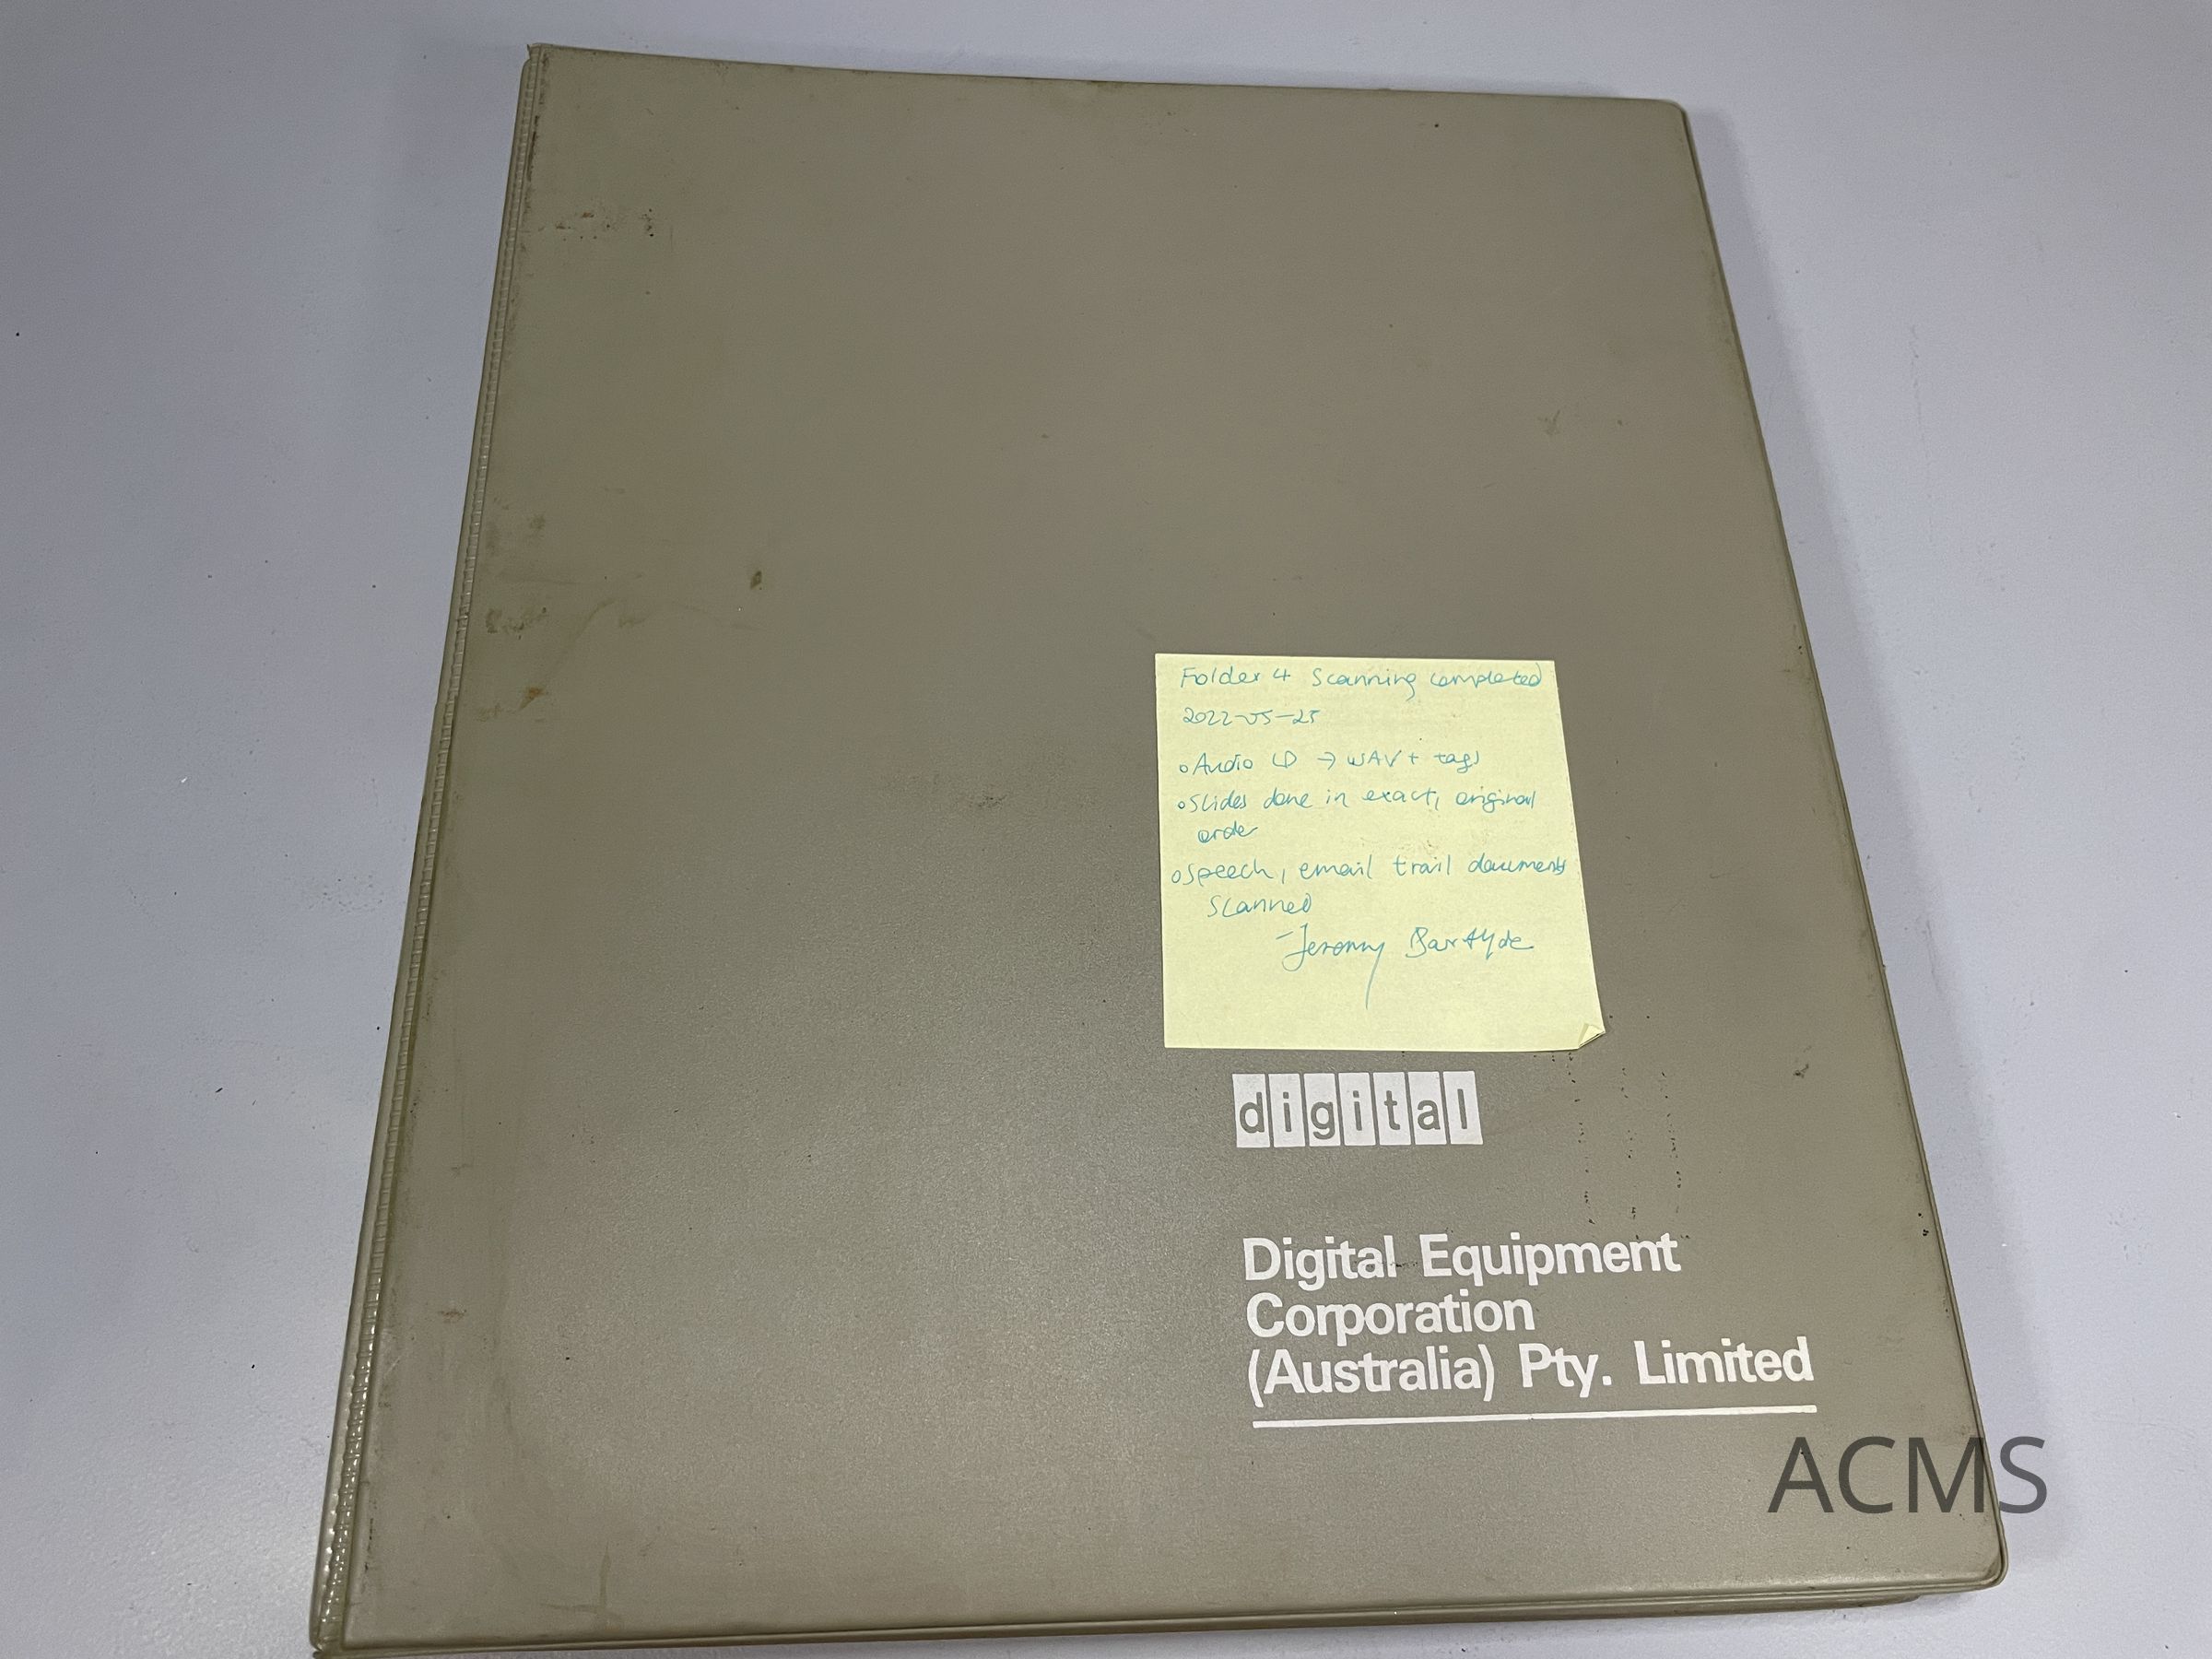 Folder 4 Scanning completed
2022-05-25
o Audio CD → WAV + tags
o Slides done in exact, original
order
o Speech, email trail documents
scanned
- Jeremy
digital
Digital Equipment
Corporation
(Australia) Pty. Limited
ACMS